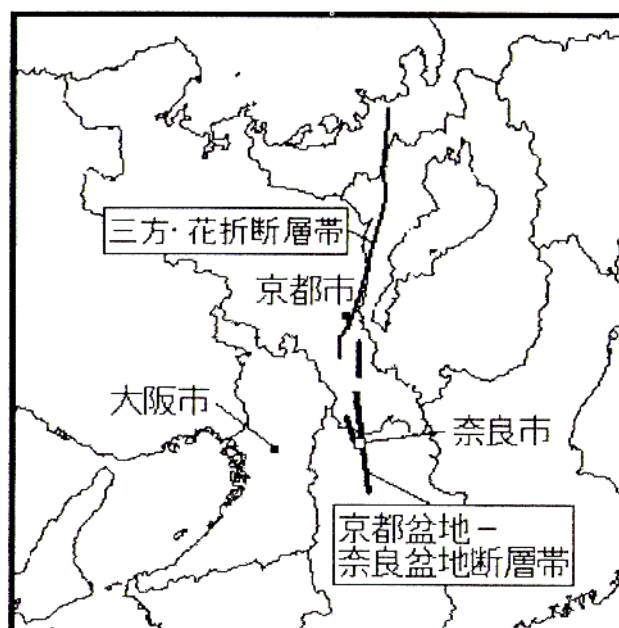 三方・花折断層帯
京都市
大阪市
奈良市
京都盆地－
奈良盆地断層帯